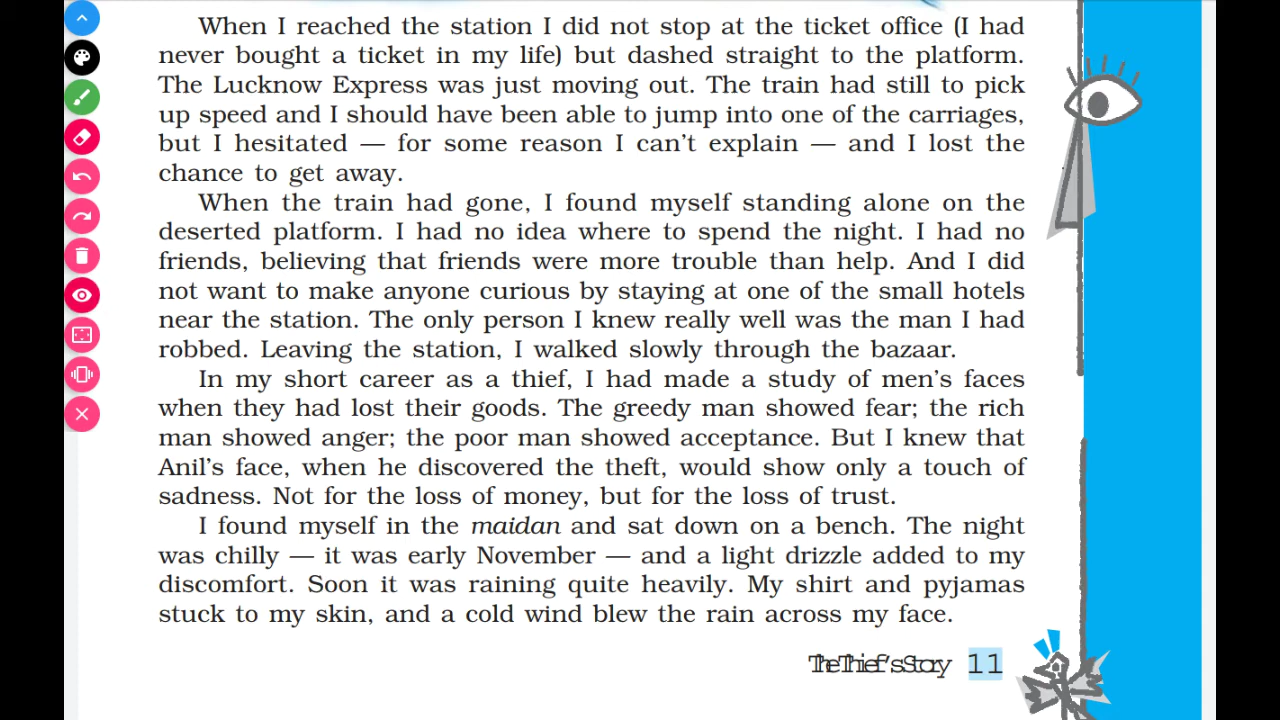 When I reached the station I did not stop at the ticket office (I had
never bought a ticket in my life) but dashed straight to the platform.
The Lucknow Express was just moving out. The train had still to pick
up speed and I should have been able to jump into one of the carriages,
but I hesitated — for some reason I can't explain — and I lost the
chance to get away.
When the train had gone, I found myself standing alone on the
deserted platform. I had no idea where to spend the night. I had no
friends, believing that friends were more trouble than help. And I did
not want to make anyone curious by staying at one of the small hotels
near the station. The only person I knew really well was the man I had
robbed. Leaving the station, I walked slowly through the bazaar.
In my short career as a thief, I had made a study of men's faces
when they had lost their goods. The greedy man showed fear; the rich
man showed anger; the poor man showed acceptance. But I knew that
Anil's face, when he discovered the theft, would show only a touch of
sadness. Not for the loss of money, but for the loss of trust.
I found myself in the maidan and sat down on a bench. The night
was chilly — it was early November — and a light drizzle added to my
discomfort. Soon it was raining quite heavily. My shirt and pyjamas
stuck to my skin, and a cold wind blew the rain across my face.
The Thief's Story 11